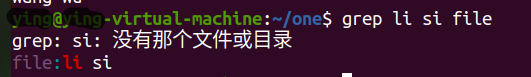 ying@ying-virtual-machine:~/one$ grep li si file
grep: si: 没有那个文件或目录
file:li si